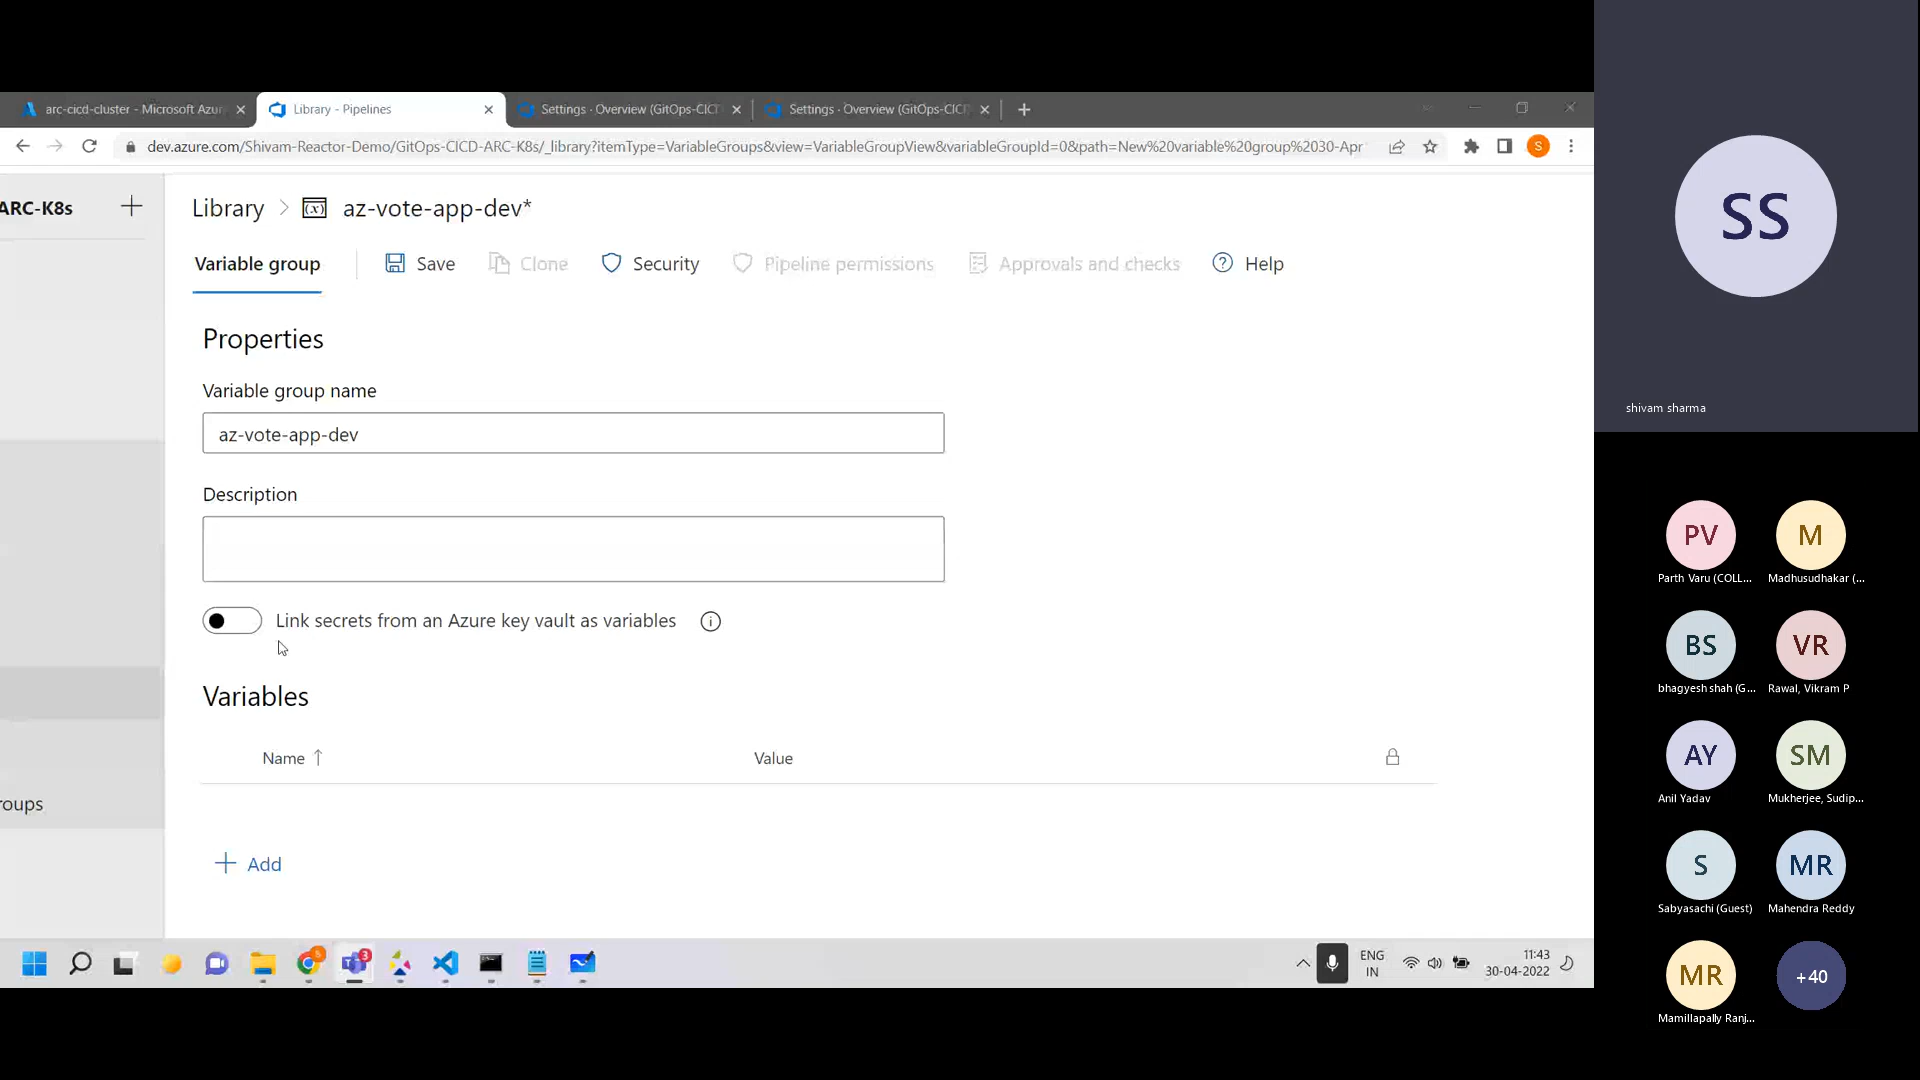 arc-cicd-cluster - Microsoft Azur
Library - Pipelines
Settings · Overview (GitOps-CICD
Settings · Overview (GitOps-CICD
dev.azure.com/Shivam-Reactor-Demo/GitOps-CICD-ARC-K8s/_library?itemType=VariableGroups&view=VariableGroupView&variableGroupId=0&path=New%20variable%20group%2030-Apr
S
ARC-K8s
Library > az-vote-app-dev*
Variable group
Save
Clone
Security
Pipeline permissions
Approvals and checks
Help
Properties
Variable group name
az-vote-app-dev
Description
Link secrets from an Azure key vault as variables
Variables
Name
Value
roups
Add
3
ENG
IN
11:43
30-04-2022
SS
shivam sharma
PV
Parth Varu (COLL...
M
Madhusudhakar (...
BS
bhagyesh shah (G...
VR
Rawal, Vikram P
AY
Anil Yadav
SM
Mukherjee, Sudip...
S
Sabyasachi (Guest)
MR
Mahendra Reddy
MR
Mamillapally Ranj...
+40